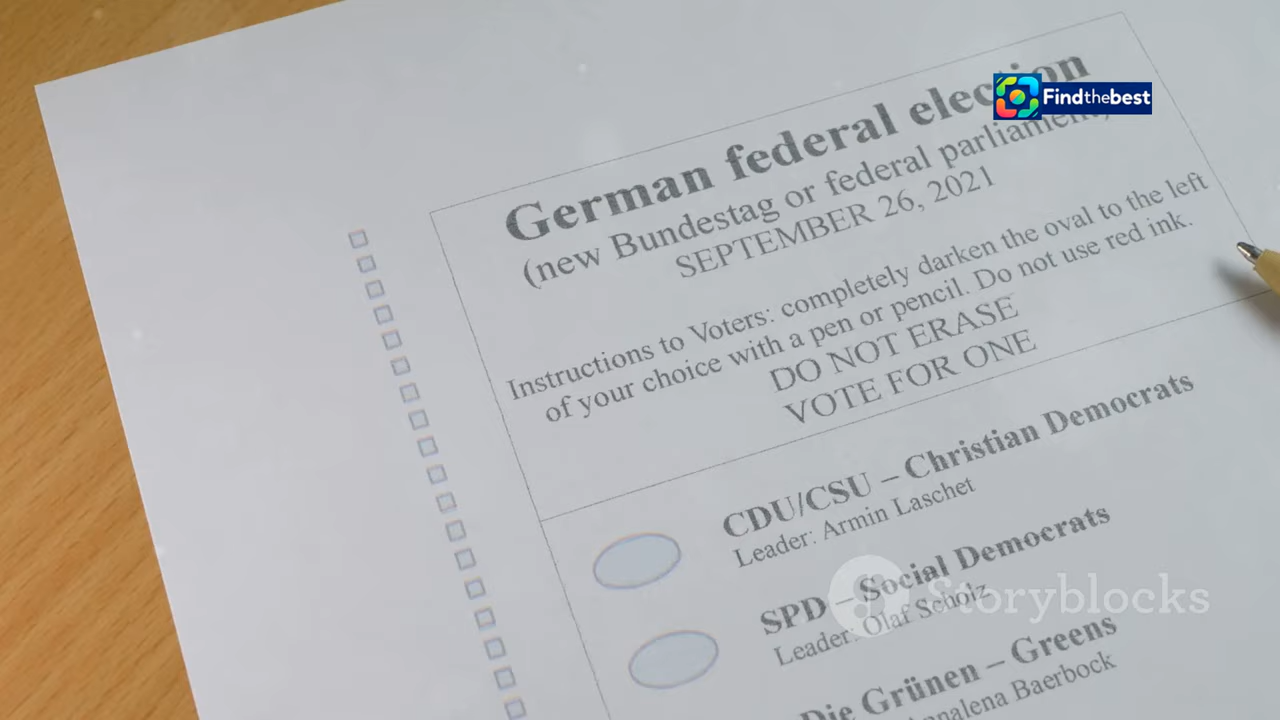 German federal election
Findthebest
(new Bundestag or federal parliament)
SEPTEMBER 26, 2021
Instructions to Voters: completely darken the oval to the left
of your choice with a pen or pencil. Do not use red ink.
DO NOT ERASE
VOTE FOR ONE
CDU/CSU – Christian Democrats
Leader: Armin Laschet
SPD – Social Democrats
Leader: Olaf Scholz
Storyblocks
Die Grünen – Greens
Annalena Baerbock